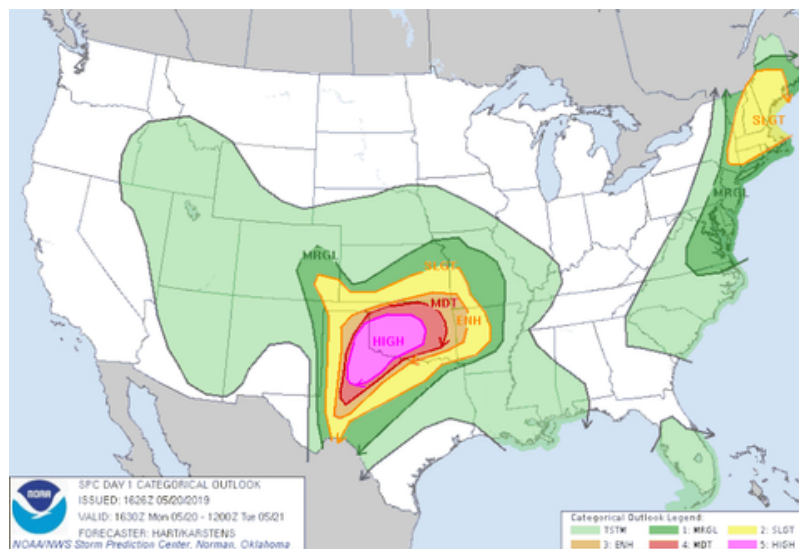 SLGT
MRGL
MRGL
SLGT
MDT
ENH
HIGH
NOAA
SPC DAY 1 CATEGORICAL OUTLOOK
ISSUED: 1626Z 05/20/2019
VALID: 1630Z Mon 05/20 - 1200Z Tue 05/21
FORECASTER: HART/KARSTENS
NOAA/NWS Storm Prediction Center, Norman, Oklahoma
Categorical Outlook Legend:
TSTM 1: MRGL 2: SLGT
3: ENH 4: MDT 5: HIGH